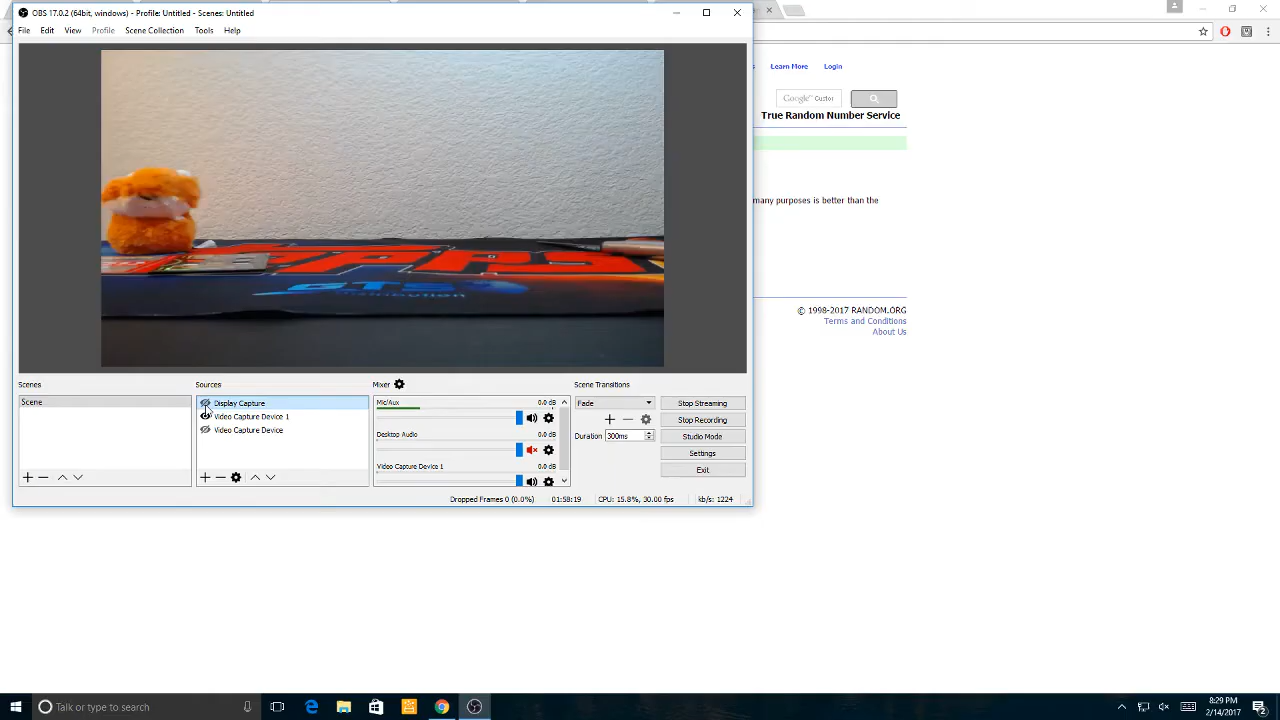 OBS 17.0.2 (64bit, windows) - Profile: Untitled - Scenes: Untitled
File Edit View Profile Scene Collection Tools Help
Learn More Login
Google™ Custor
True Random Number Service
many purposes is better than the
© 1998-2017 RANDOM.ORG
Terms and Conditions
About Us
GTS
Scenes Sources Mixer Scene Transitions
Scene
Display Capture
Video Capture Device 1
Video Capture Device
Mic/Aux 0.0 dB
Desktop Audio 0.0 dB
Video Capture Device 1 0.0 dB
Fade
Duration 300ms
Stop Streaming
Stop Recording
Studio Mode
Settings
Exit
Dropped Frames 0 (0.0%) 01:58:19 CPU: 15.8%, 30.00 fps kb/s: 1224
Talk or type to search
8:29 PM
2/14/2017
2